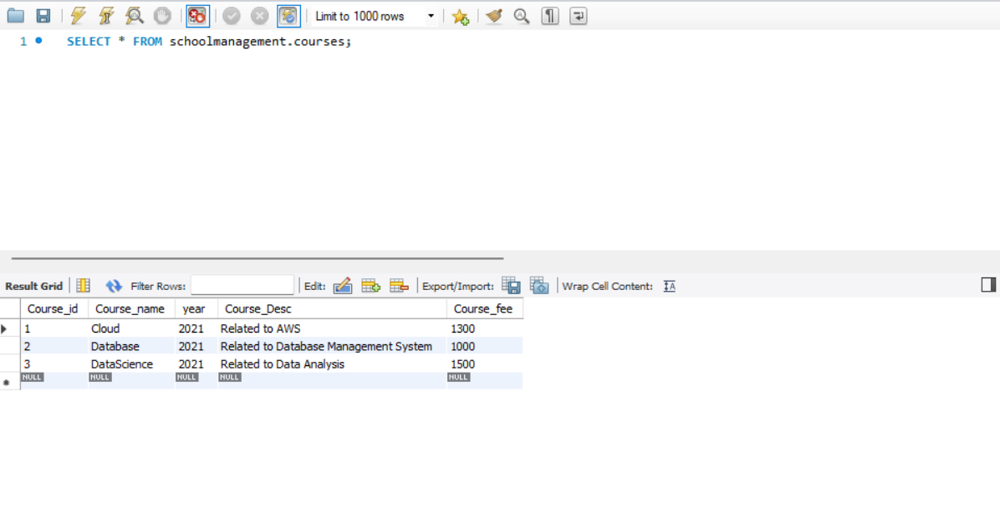 Limit to 1000 rows
1 SELECT * FROM schoolmanagement.courses;
Result Grid Filter Rows: Edit: Export/Import: Wrap Cell Content: IA
Course_id Course_name year Course_Desc Course_fee
1 Cloud 2021 Related to AWS 1300
2 Database 2021 Related to Database Management System 1000
3 DataScience 2021 Related to Data Analysis 1500
NULL NULL NULL NULL NULL